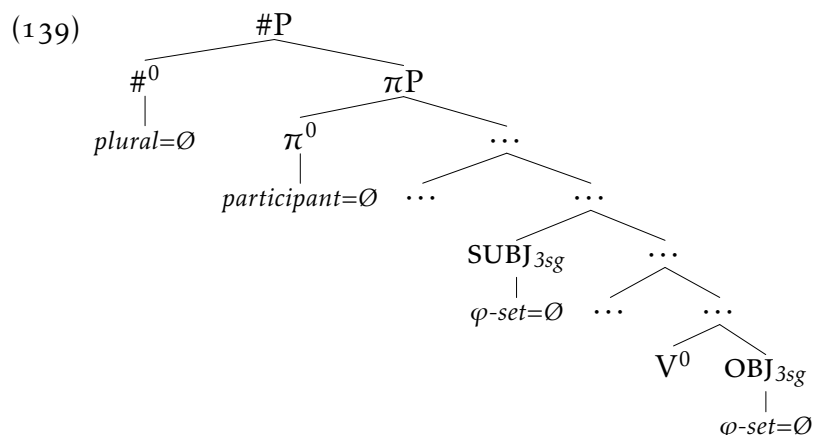 (139) #P
#⁰ πP
plural=Ø π⁰ ...
participant=Ø ... ...
SUBJ₃sg ...
φ-set=Ø ... ...
V⁰ OBJ₃sg
φ-set=Ø